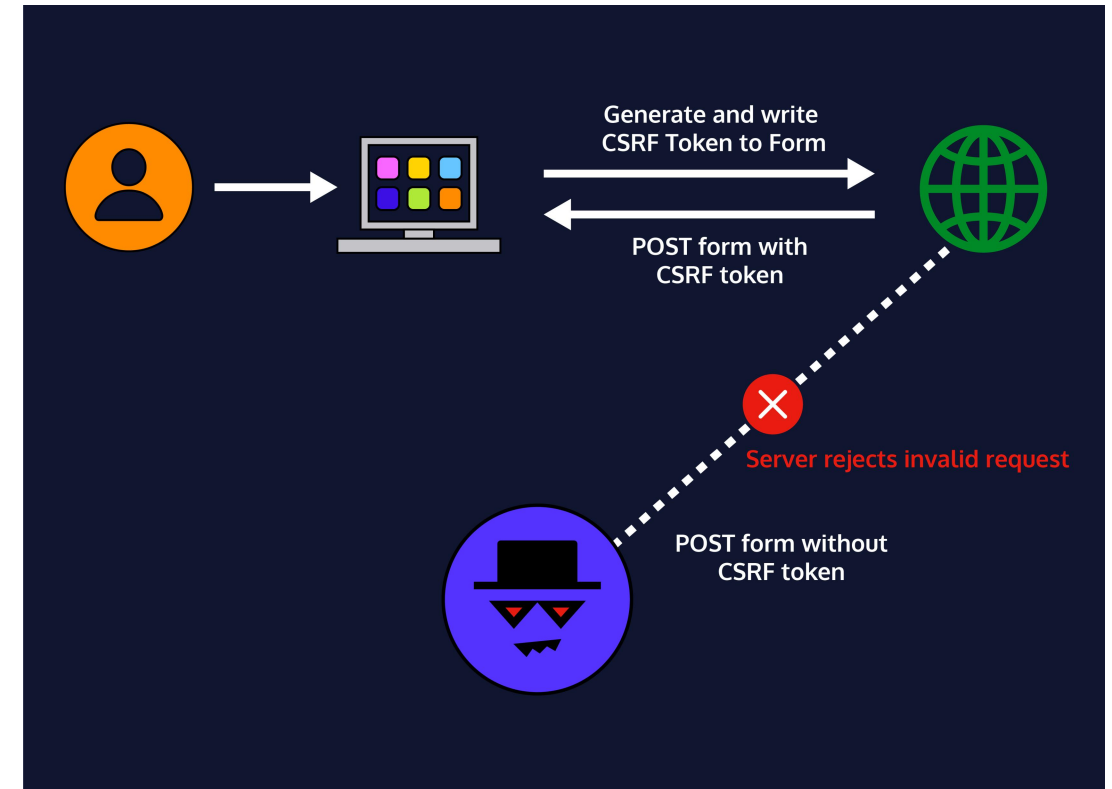 Generate and write
CSRF Token to Form
POST form with
CSRF token
Server rejects invalid request
POST form without
CSRF token